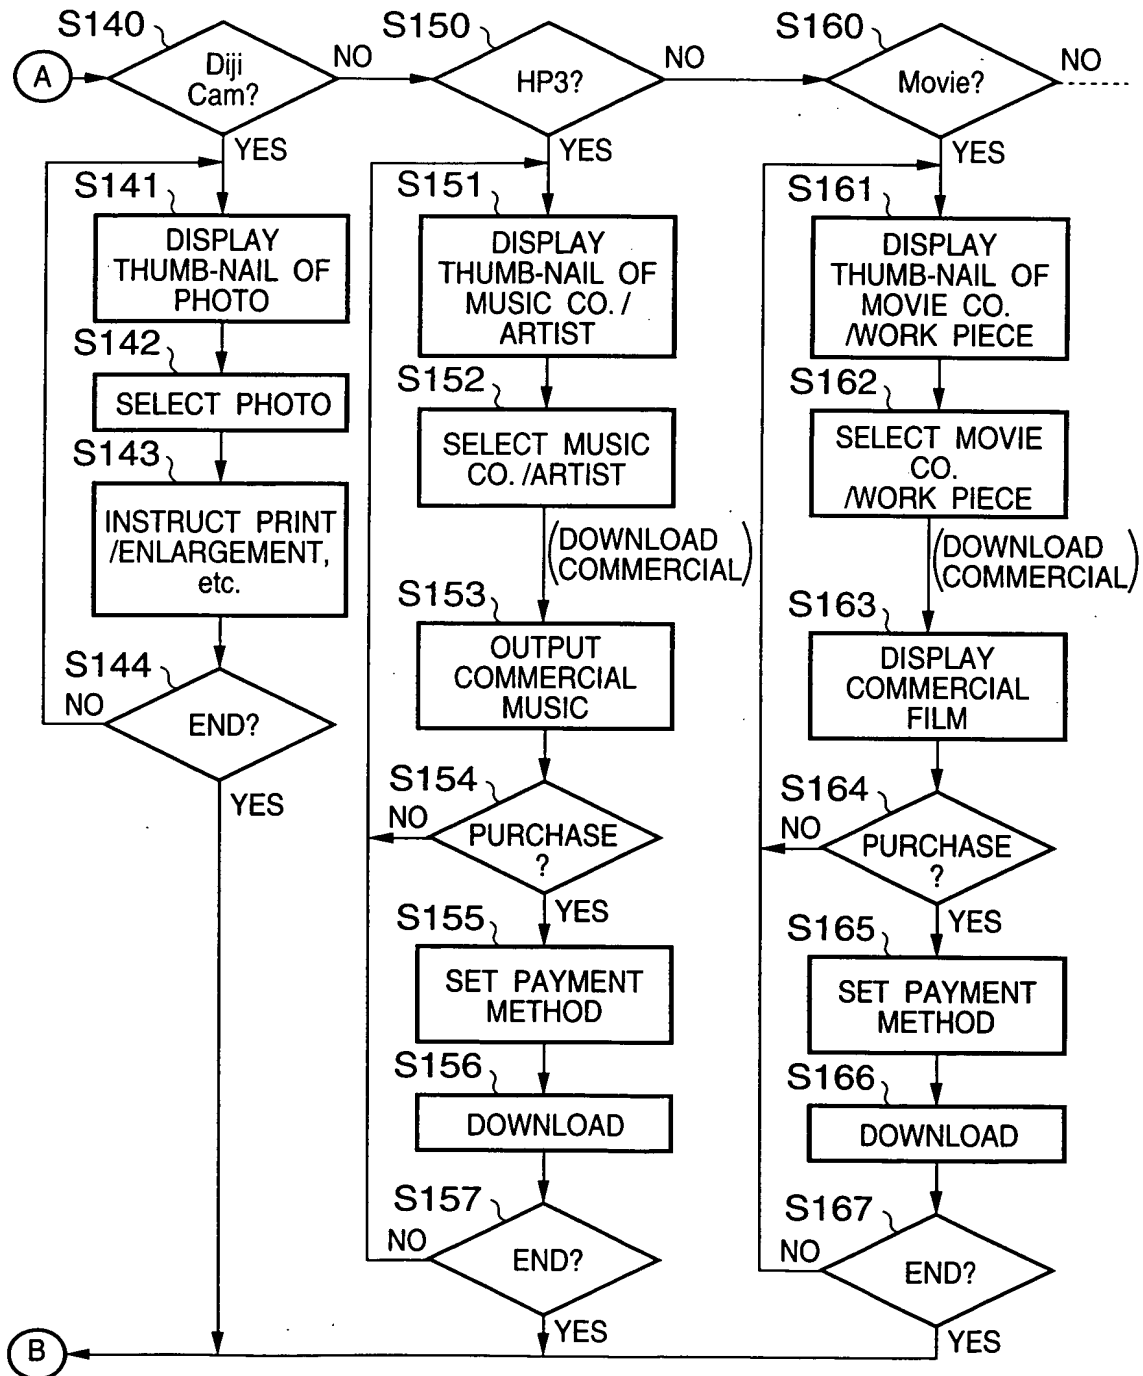 S140
A
Diji
Cam?
NO
YES
S141
DISPLAY
THUMB-NAIL OF
PHOTO
S142
SELECT PHOTO
S143
INSTRUCT PRINT
/ENLARGEMENT,
etc.
S144
NO
END?
YES
S150
HP3?
NO
YES
S151
DISPLAY
THUMB-NAIL OF
MUSIC CO. /
ARTIST
S152
SELECT MUSIC
CO. /ARTIST
(DOWNLOAD
COMMERCIAL)
S153
OUTPUT
COMMERCIAL
MUSIC
S154
NO
PURCHASE
?
YES
S155
SET PAYMENT
METHOD
S156
DOWNLOAD
S157
NO
END?
YES
S160
Movie?
NO
YES
S161
DISPLAY
THUMB-NAIL OF
MOVIE CO.
/WORK PIECE
S162
SELECT MOVIE
CO.
/WORK PIECE
(DOWNLOAD
COMMERCIAL)
S163
DISPLAY
COMMERCIAL
FILM
S164
NO
PURCHASE
?
YES
S165
SET PAYMENT
METHOD
S166
DOWNLOAD
S167
NO
END?
YES
B